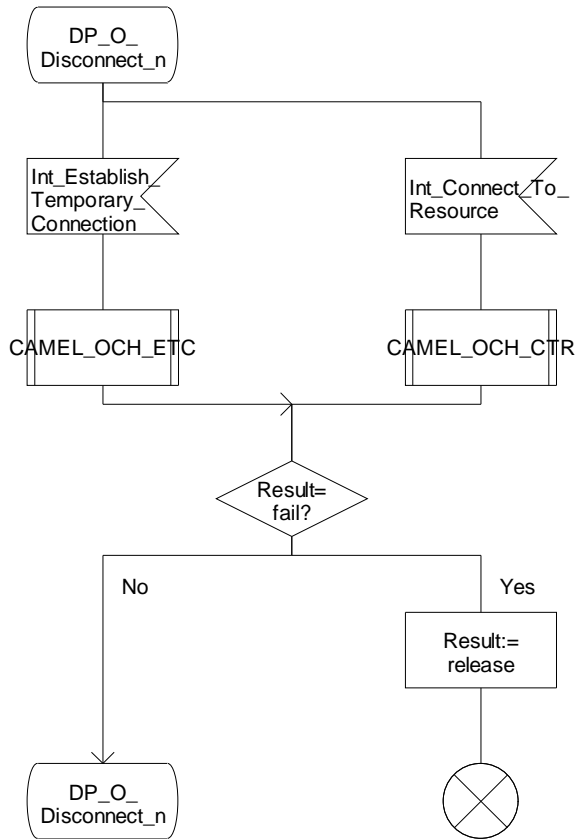 DP_O_
Disconnect_n
Int_Establish_
Temporary_
Connection
Int_Connect_To_
Resource
CAMEL_OCH_ETC
CAMEL_OCH_CTR
Result=
fail?
No
Yes
Result:=
release
DP_O_
Disconnect_n